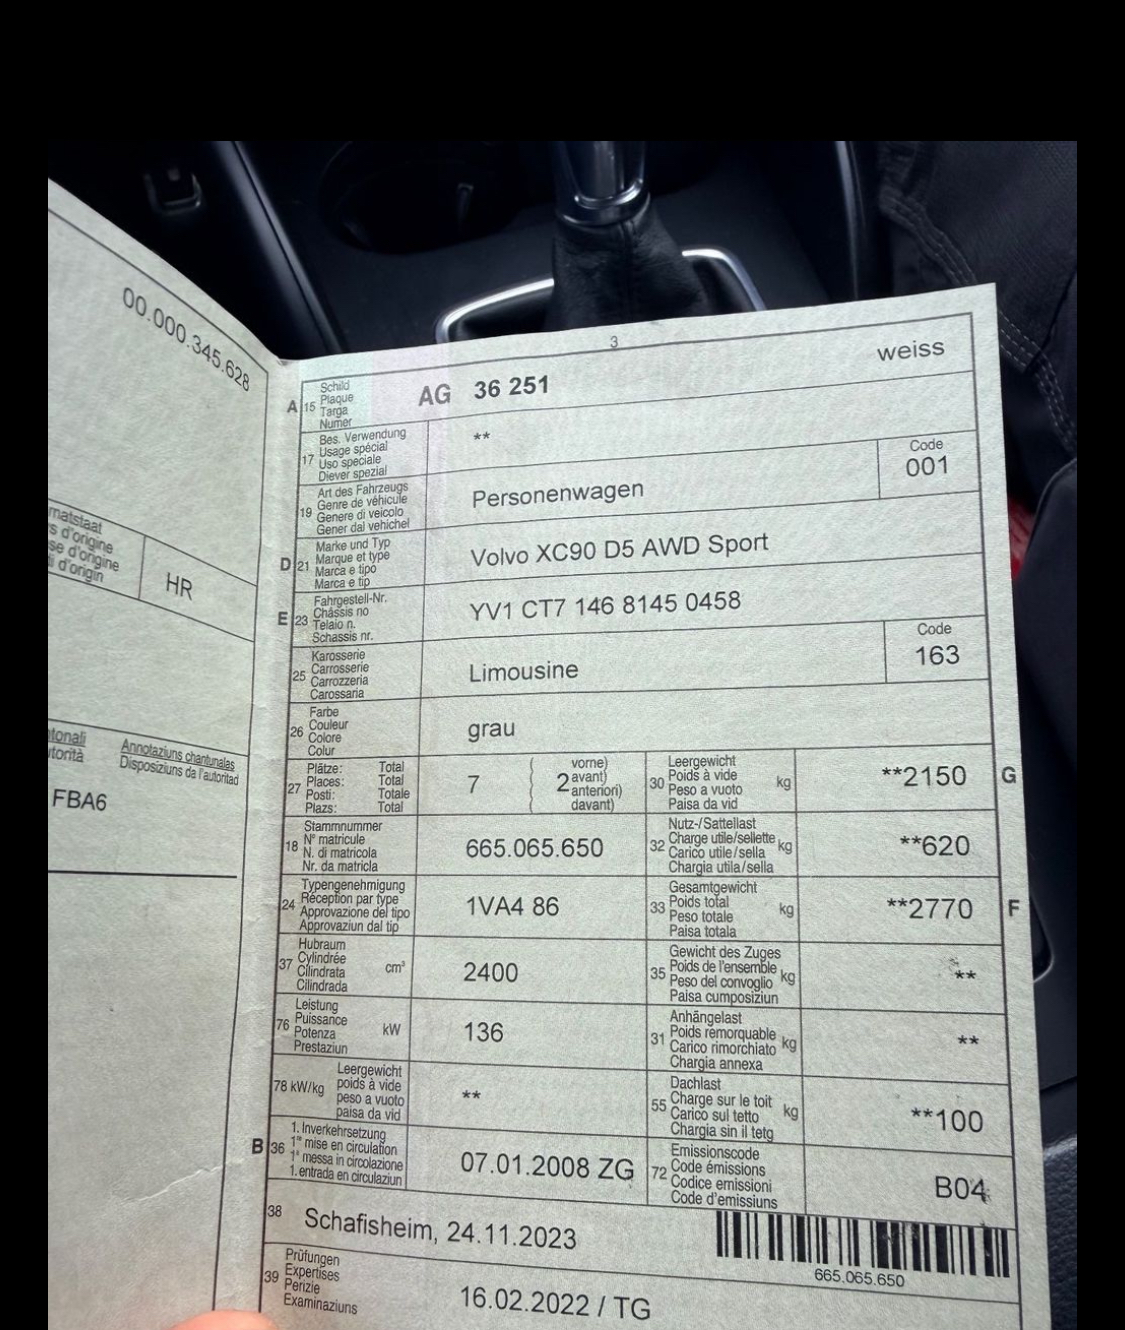 00.000.345.628
matstaat
s d'origine
se d'origine
i d'origin
HR
tonali
torità
Annotaziuns chantunales
Disposiziuns da l'autoritad
FBA6
3
A 15 Schild
Plaque
Targa
Numer
AG 36 251
weiss
17 Bes. Verwendung
Usage spécial
Uso speciale
Diever spezial
**
19 Art des Fahrzeugs
Genre de véhicule
Genere di veicolo
Gener dal vehichel
Personenwagen
Code
001
D 21 Marke und Typ
Marque et type
Marca e tipo
Marca e tip
Volvo XC90 D5 AWD Sport
E 23 Fahrgestell-Nr.
Châssis no
Telaio n.
Schassis nr.
YV1 CT7 146 8145 0458
25 Karosserie
Carrosserie
Carrozzeria
Carossaria
Limousine
Code
163
26 Farbe
Couleur
Colore
Colur
grau
27 Plätze: Total
Places: Total
Posti: Totale
Plazs: Total
7
2
vorne)
avant)
anteriori)
davant)
30 Leergewicht
Poids à vide
Peso a vuoto
Paisa da vid
kg
**2150
G
18 Stammnummer
N° matricule
N. di matricola
Nr. da matricla
665.065.650
32 Nutz-/Sattellast
Charge utile/sellette
Carico utile/sella
Chargia utila/sella
kg
**620
24 Typengenehmigung
Réception par type
Approvazione del tipo
Approvaziun dal tip
1VA4 86
33 Gesamtgewicht
Poids total
Peso totale
Paisa totala
kg
**2770
F
37 Hubraum
Cylindrée
Cilindrata
Cilindrada
cm³
2400
35 Gewicht des Zuges
Poids de l'ensemble
Peso del convoglio
Paisa cumposiziun
kg
**
76 Leistung
Puissance
Potenza
Prestaziun
kW
136
31 Anhängelast
Poids remorquable
Carico rimorchiato
Chargia annexa
kg
**
78 kW/kg
Leergewicht
poids à vide
peso a vuoto
paisa da vid
**
55 Dachlast
Charge sur le toit
Carico sul tetto
Chargia sin il tetg
kg
**100
B 36 1. Inverkehrsetzung
1re mise en circulation
1a messa in circolazione
1. entrada en circulaziun
07.01.2008 ZG
72 Emissionscode
Code émissions
Codice emissioni
Code d'emissiuns
B04
38 Schafisheim, 24.11.2023
665.065.650
39 Prüfungen
Expertises
Perizie
Examinaziuns
16.02.2022 / TG